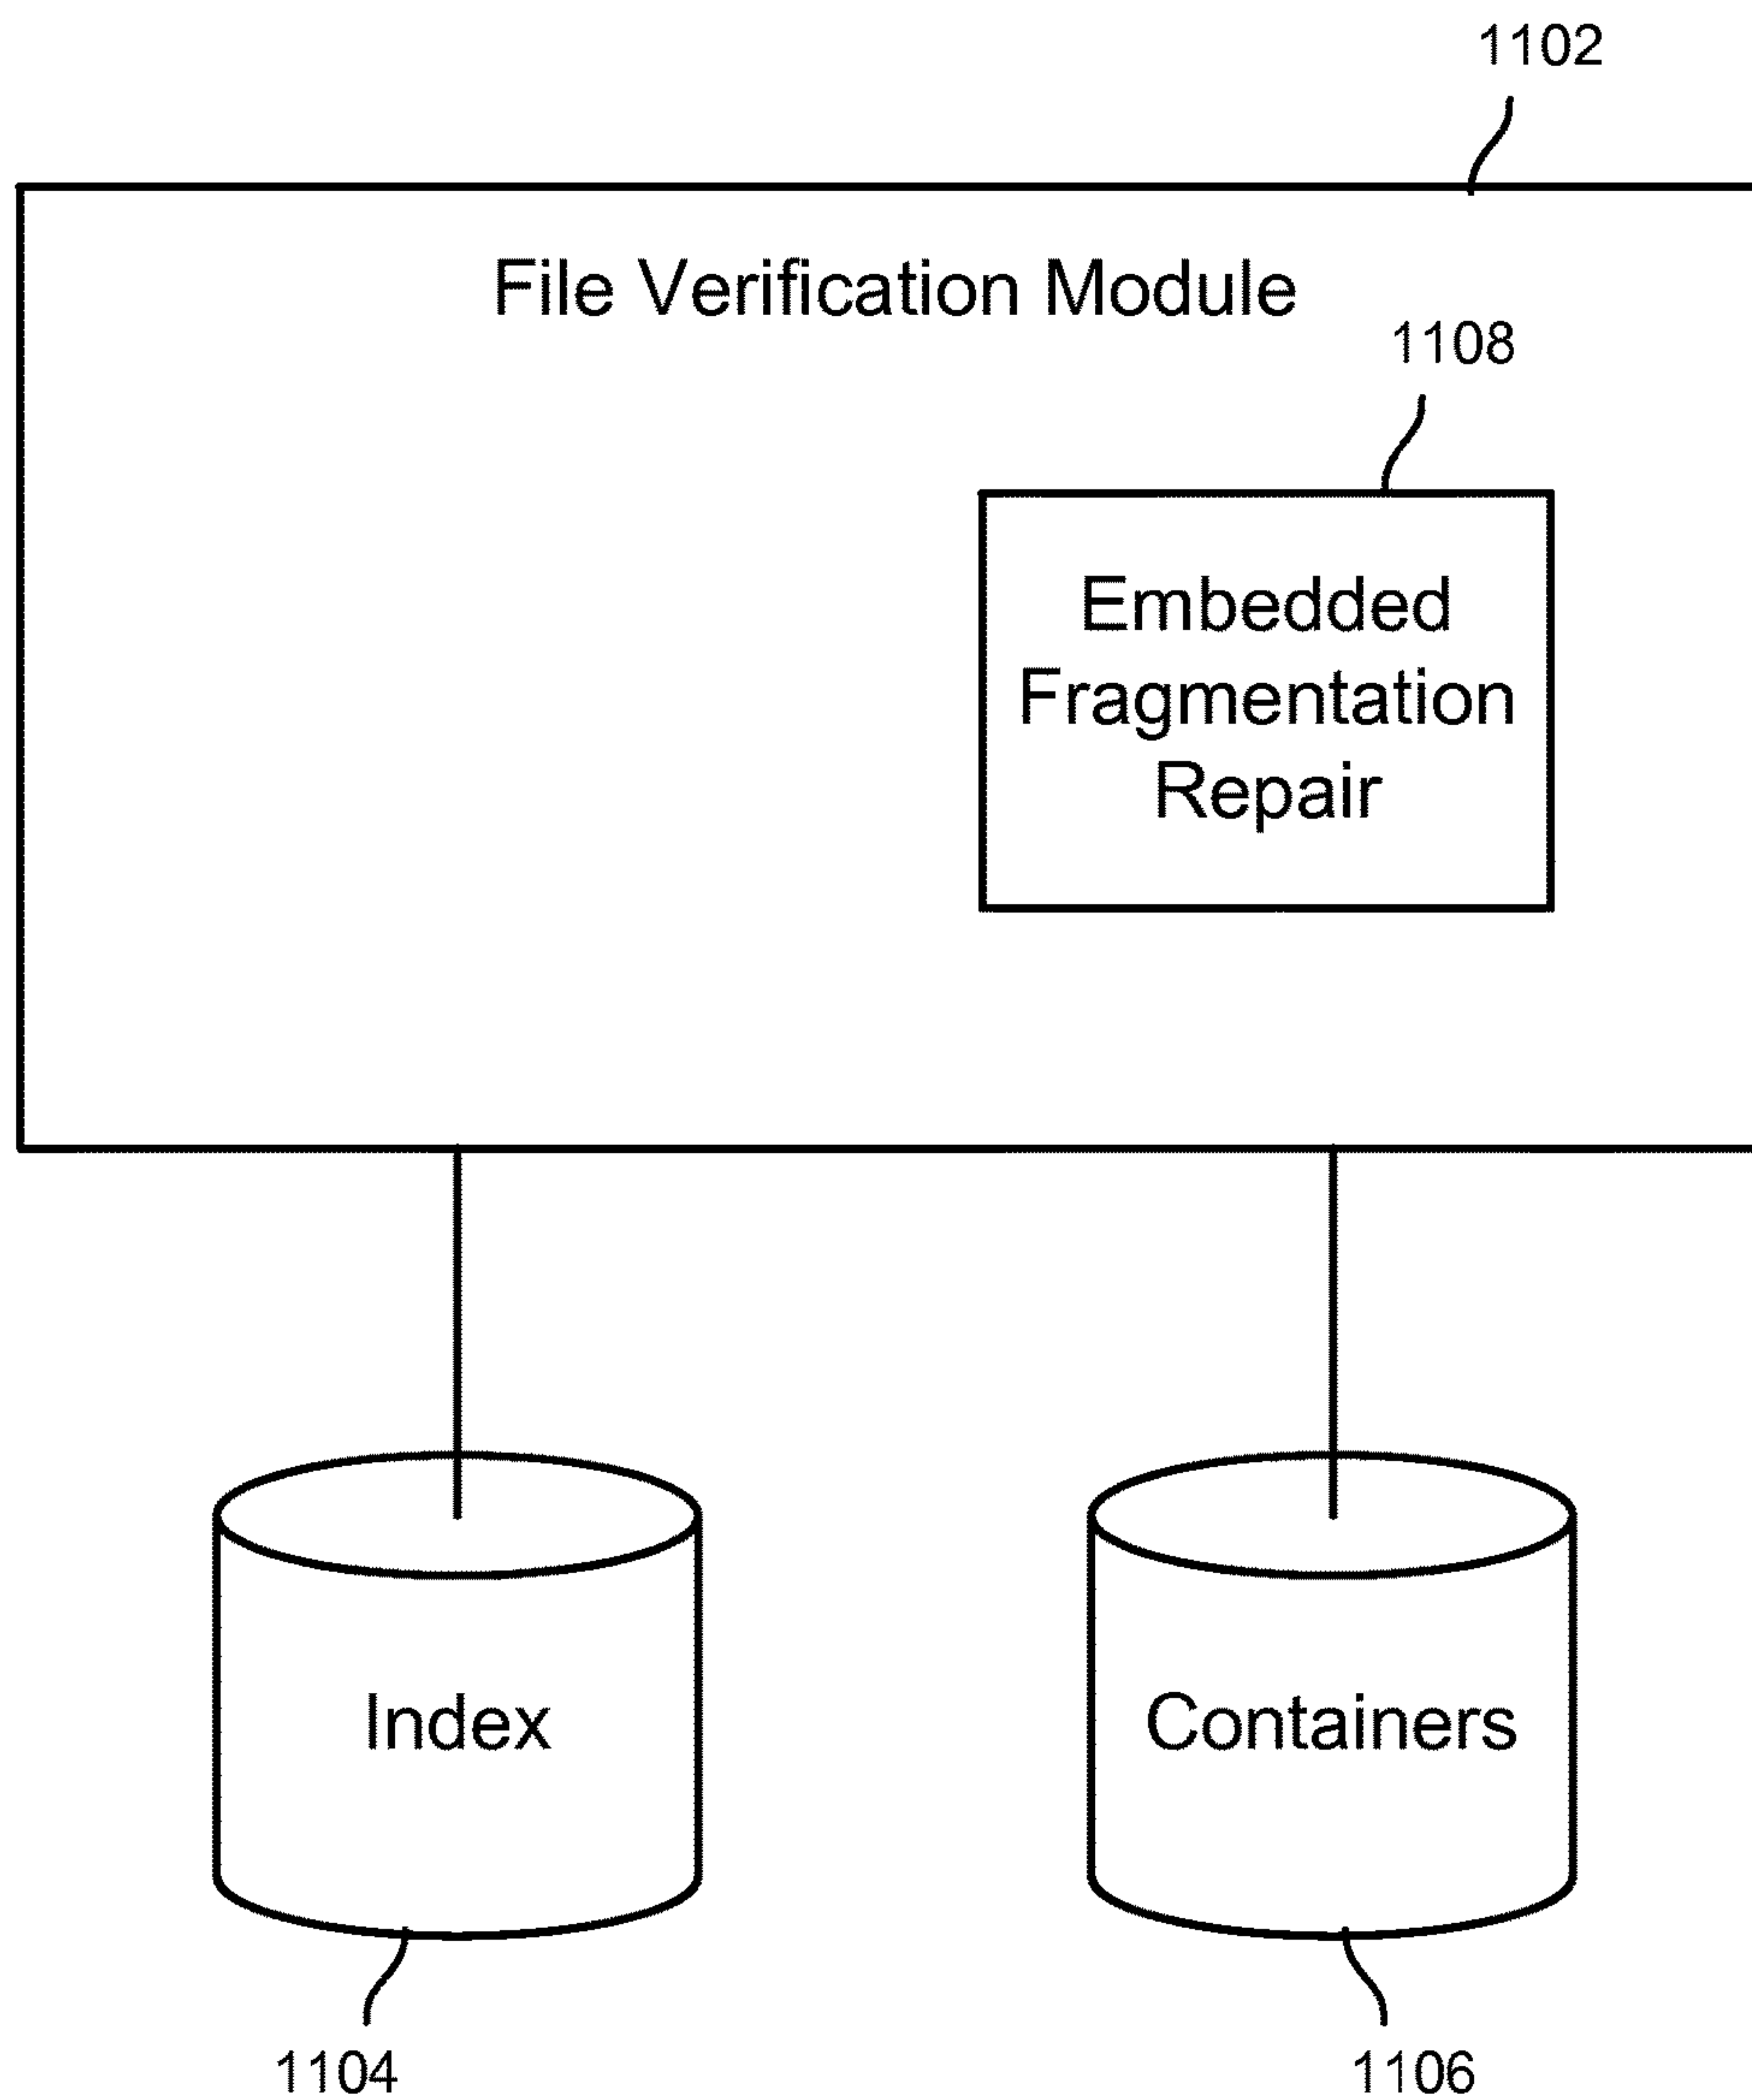 1102
File Verification Module
1108
Embedded
Fragmentation
Repair
Index
Containers
1104
1106